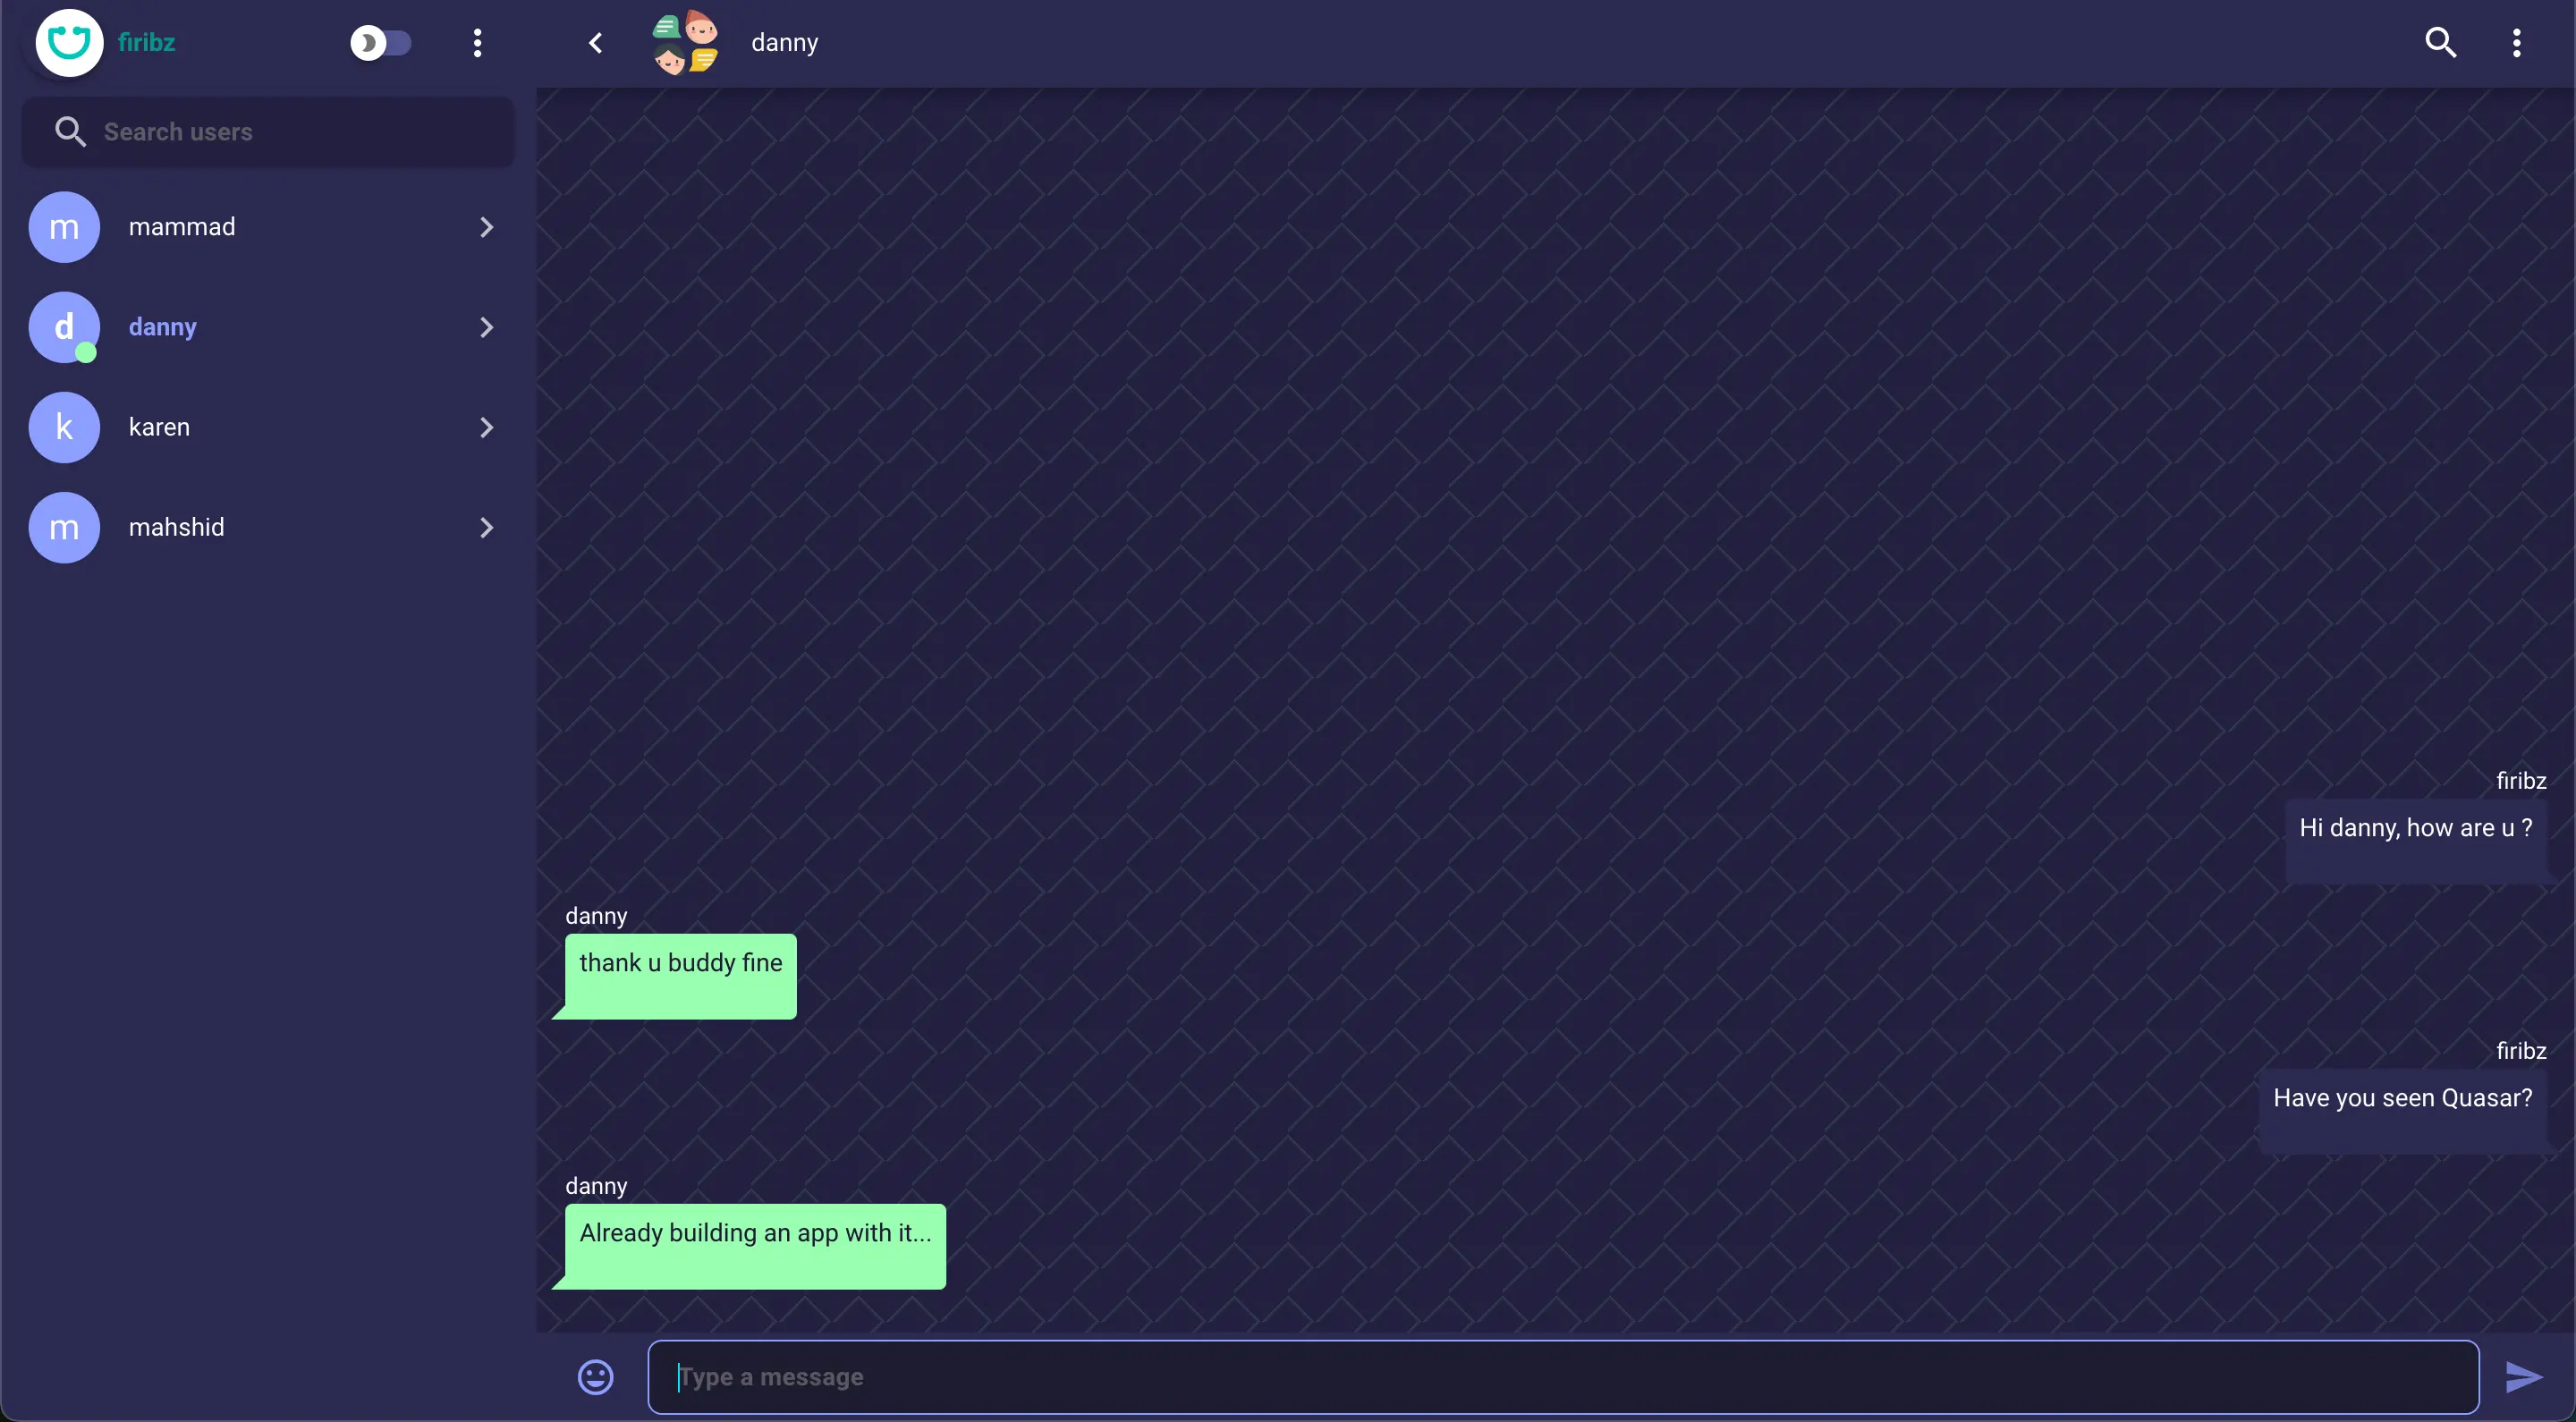 firibz
Search users
m mammad
d danny
k karen
m mahshid
danny
firibz
Hi danny, how are u ?
danny
thank u buddy fine
firibz
Have you seen Quasar?
danny
Already building an app with it...
Type a message